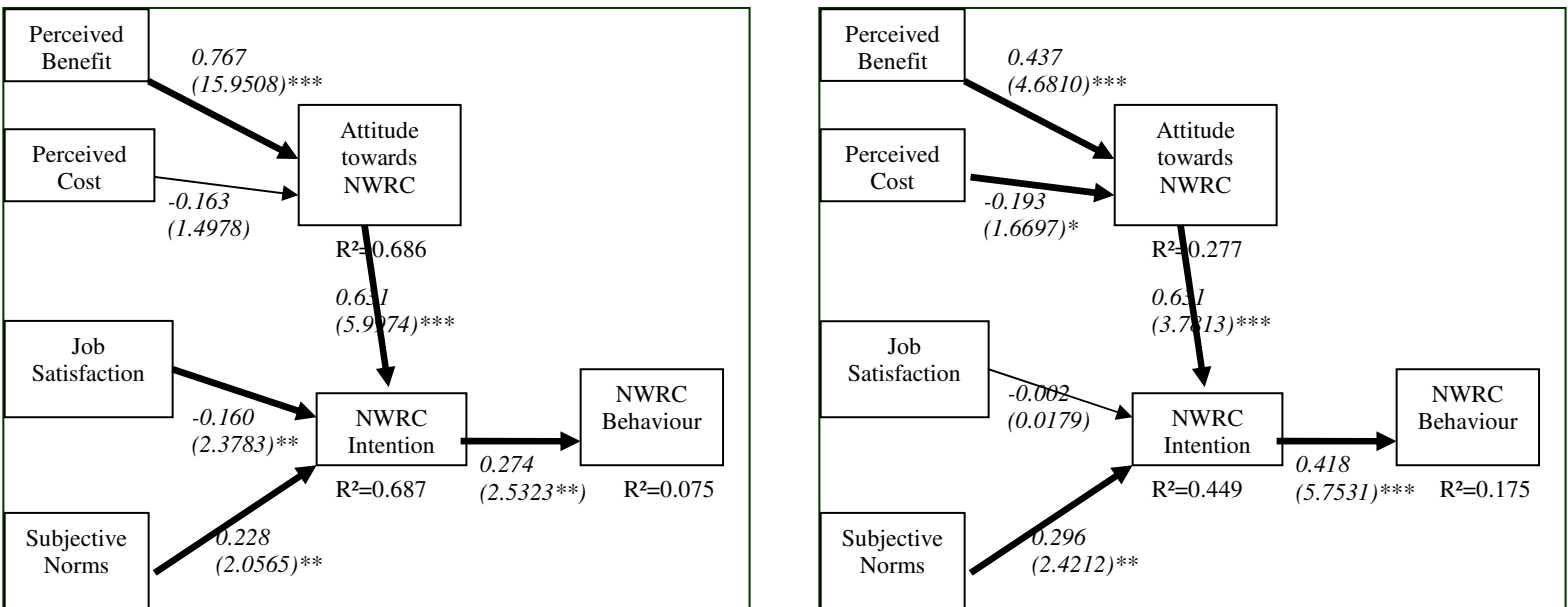 Perceived
Benefit
0.767
(15.9508)***
Perceived
Cost
-0.163
(1.4978)
Attitude
towards
NWRC
R²=0.686
0.631
(5.9974)***
Job
Satisfaction
-0.160
(2.3783)**
NWRC
Intention
R²=0.687
0.274
(2.5323**)
NWRC
Behaviour
R²=0.075
Subjective
Norms
0.228
(2.0565)**
Perceived
Benefit
0.437
(4.6810)***
Perceived
Cost
-0.193
(1.6697)*
Attitude
towards
NWRC
R²=0.277
0.631
(3.7813)***
Job
Satisfaction
-0.002
(0.0179)
NWRC
Intention
R²=0.449
0.418
(5.7531)***
NWRC
Behaviour
R²=0.175
Subjective
Norms
0.296
(2.4212)**